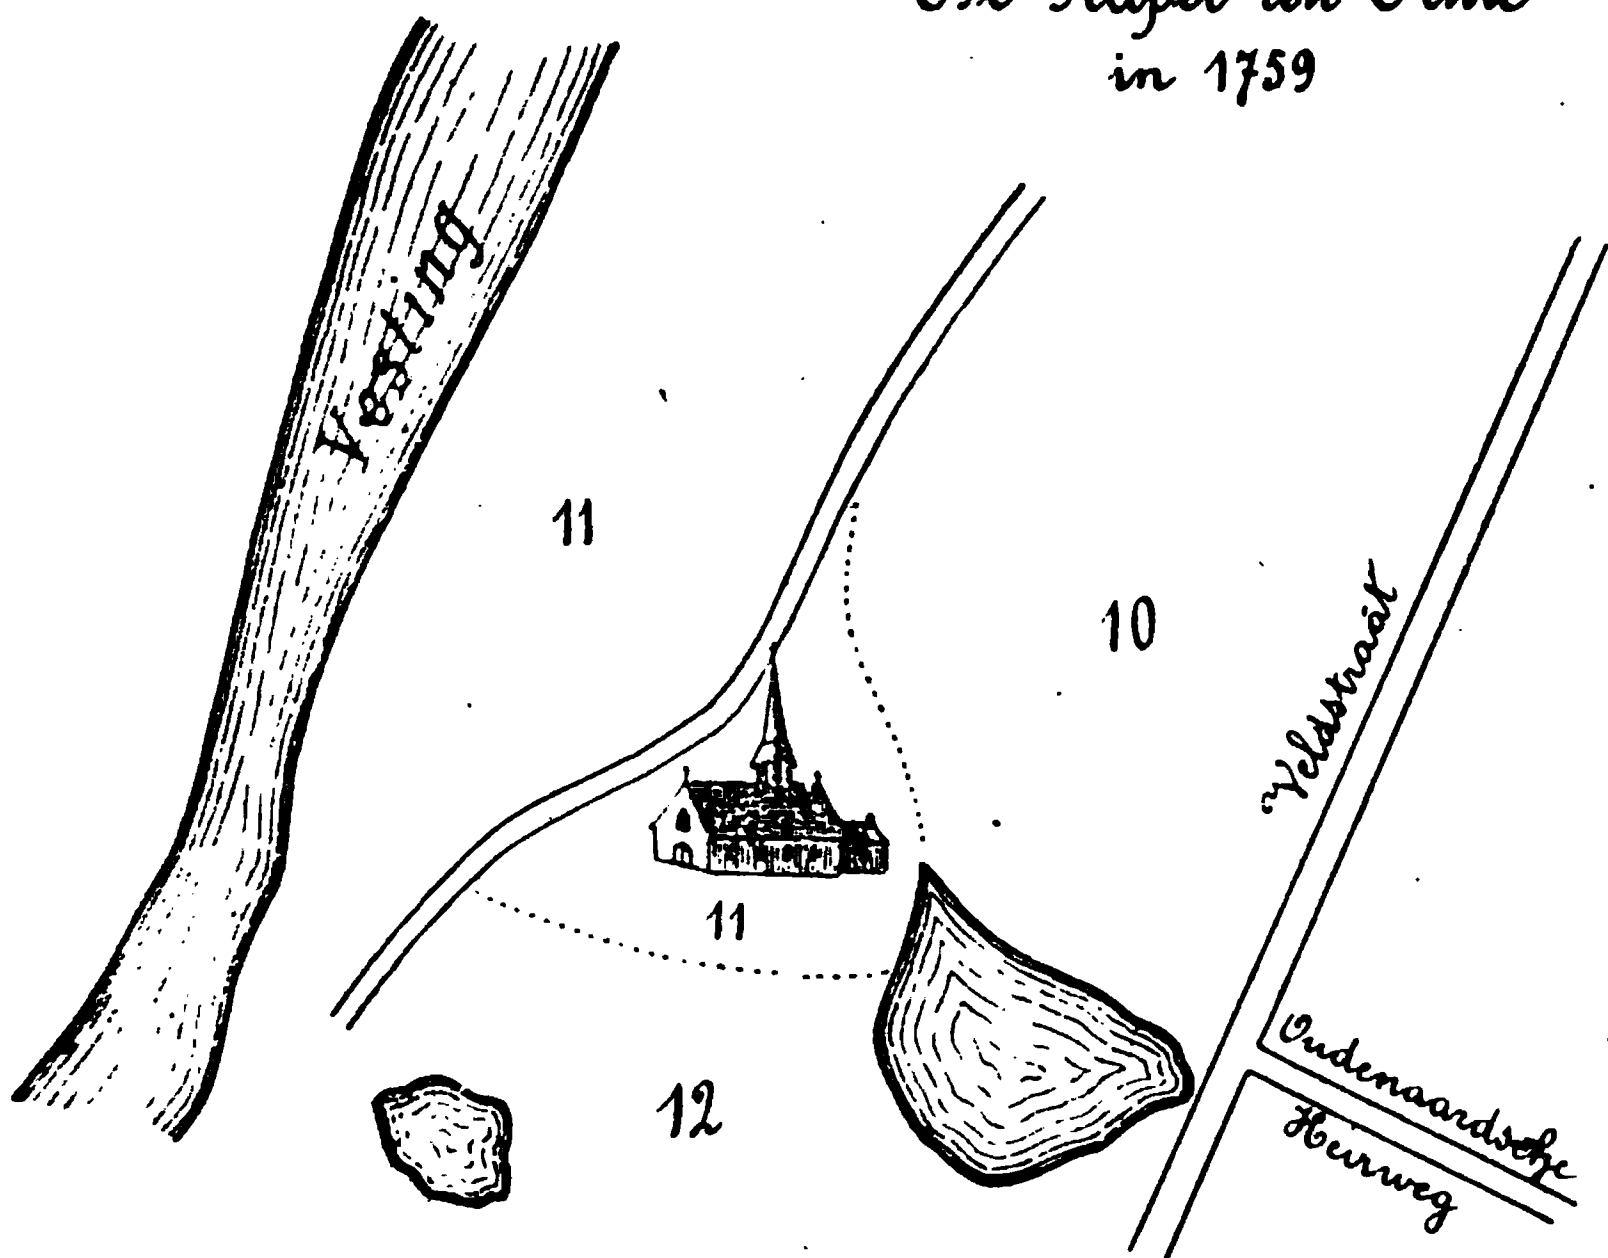 in 1759
Vesting
11
10
Veldstraat
11
Oudenaardsche
Heirweg
12